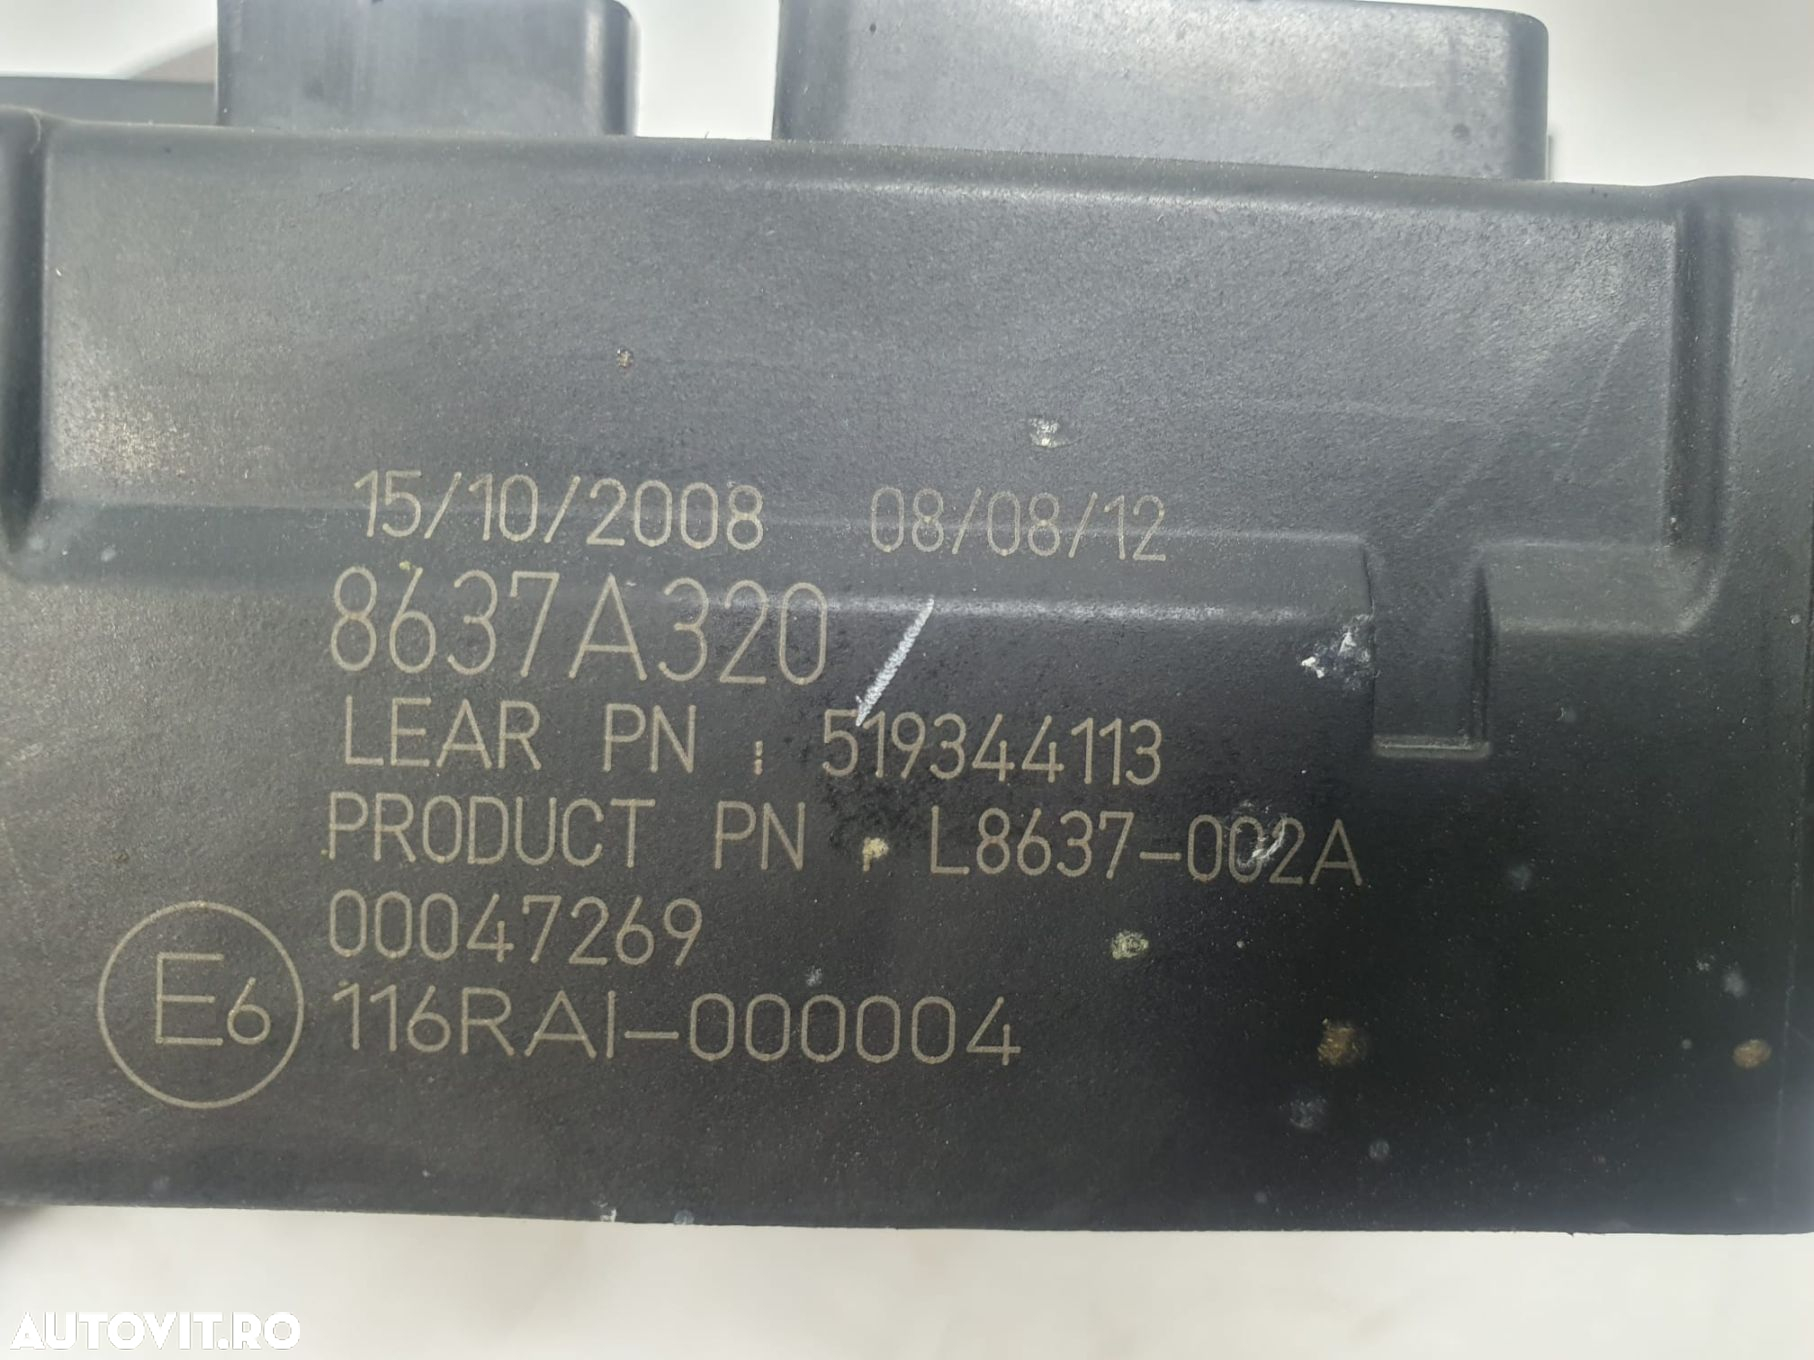 15/10/2008 08/08/12
8637A320
LEAR PN : 519344113
PRODUCT PN : L8637-002A
00047269
E6 116RAI-000004
AUTOVIT.RO